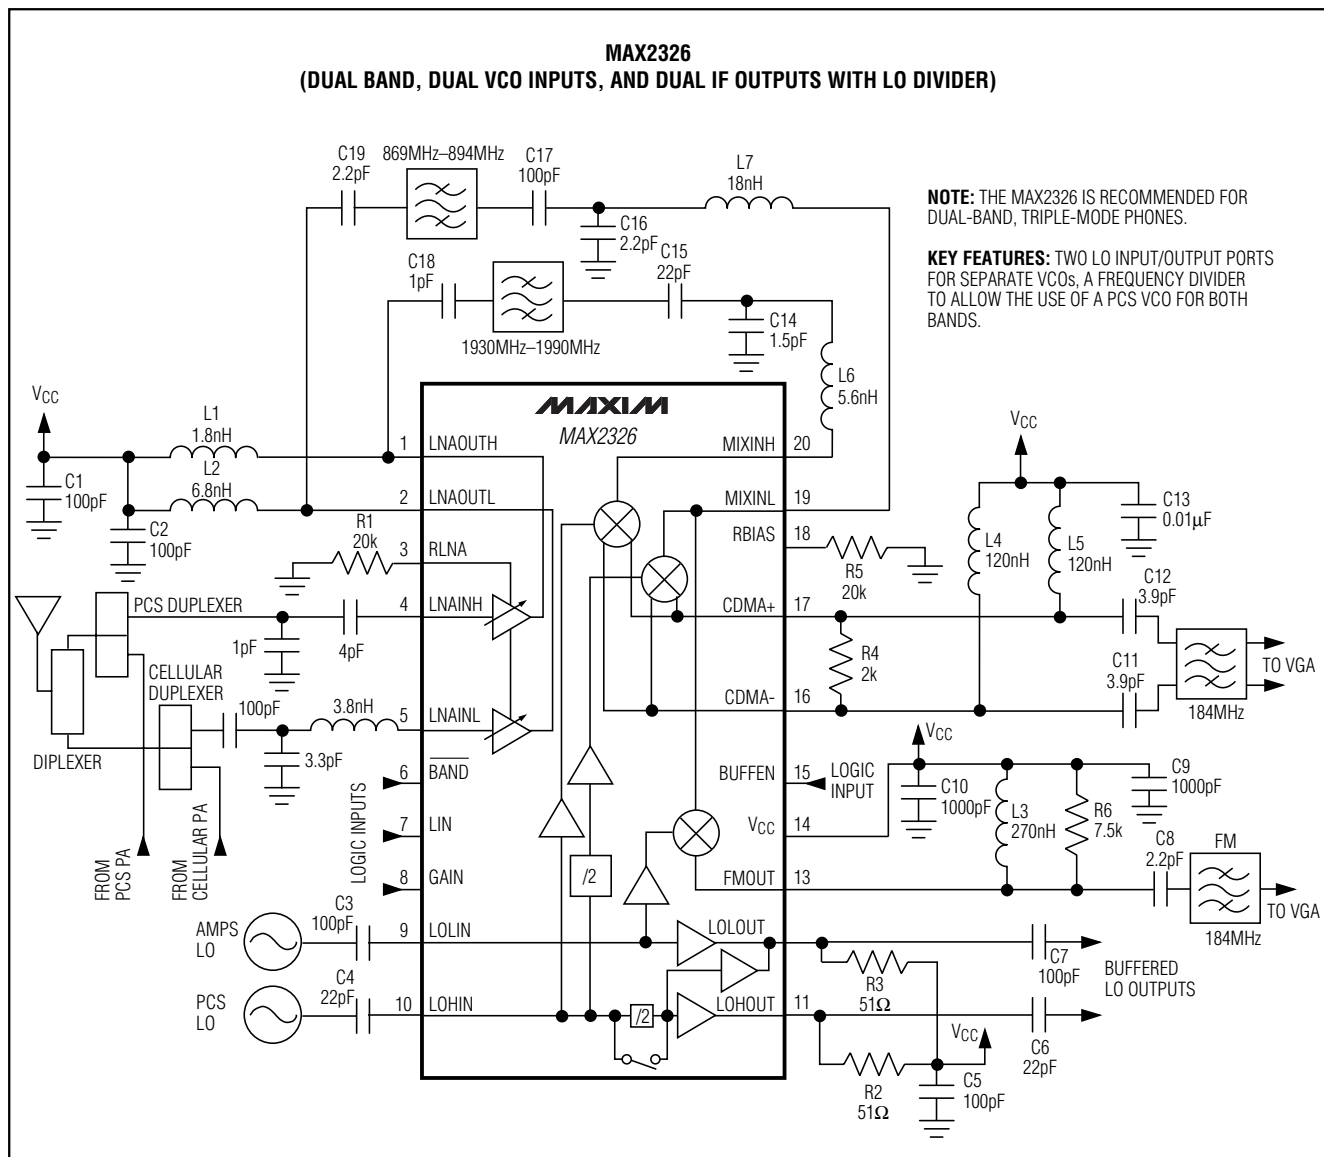 MAX2326
(DUAL BAND, DUAL VCO INPUTS, AND DUAL IF OUTPUTS WITH LO DIVIDER)
C19
2.2pF
869MHz–894MHz
C17
100pF
L7
18nH
C16
2.2pF
C18
1pF
C15
22pF
C14
1.5pF
1930MHz–1990MHz
L6
5.6nH
NOTE: THE MAX2326 IS RECOMMENDED FOR
DUAL-BAND, TRIPLE-MODE PHONES.
KEY FEATURES: TWO LO INPUT/OUTPUT PORTS
FOR SEPARATE VCOs, A FREQUENCY DIVIDER
TO ALLOW THE USE OF A PCS VCO FOR BOTH
BANDS.
VCC
L1
1.8nH
C1
100pF
L2
6.8nH
C2
100pF
R1
20k
MAXIM
MAX2326
1 LNAOUTH
2 LNAOUTL
3 RLNA
4 LNAINH
5 LNAINL
6 BAND
7 LIN
8 GAIN
9 LOLIN
10 LOHIN
MIXINH 20
MIXINL 19
RBIAS 18
CDMA+ 17
CDMA- 16
BUFFEN 15
VCC 14
FMOUT 13
LOLOUT
LOHOUT 11
/2
/2
PCS DUPLEXER
1pF
4pF
CELLULAR
DUPLEXER
100pF
3.8nH
3.3pF
DIPLEXER
LOGIC INPUTS
FROM
PCS PA
FROM
CELLULAR PA
AMPS
LO
C3
100pF
PCS
LO
C4
22pF
R5
20k
VCC
L4
120nH
L5
120nH
C13
0.01µF
R4
2k
C12
3.9pF
C11
3.9pF
TO VGA
184MHz
LOGIC
INPUT
VCC
C10
1000pF
L3
270nH
R6
7.5k
C9
1000pF
C8
2.2pF
FM
TO VGA
184MHz
C7
100pF
R3
51Ω
BUFFERED
LO OUTPUTS
VCC
C6
22pF
R2
51Ω
C5
100pF